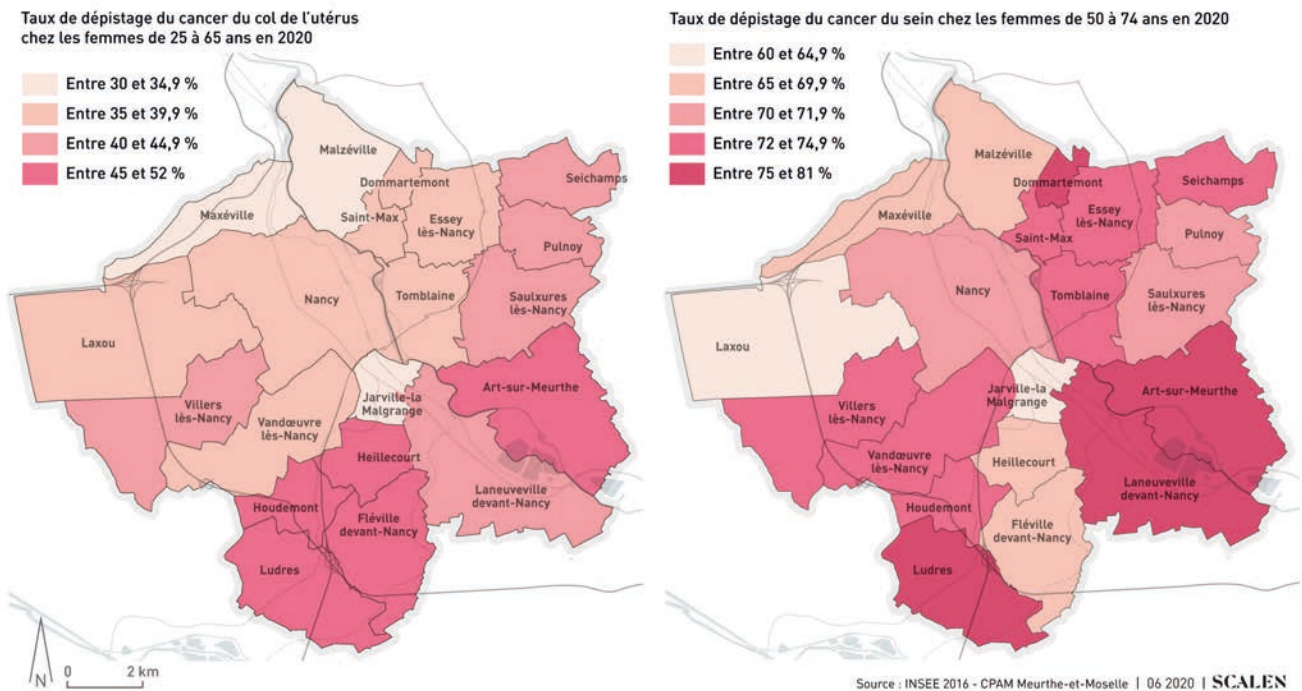 Taux de dépistage du cancer du col de l'utérus
chez les femmes de 25 à 65 ans en 2020
Entre 30 et 34,9 %
Entre 35 et 39,9 %
Entre 40 et 44,9 %
Entre 45 et 52 %
Malzéville
Seichamps
Dommartemont
Maxéville
Saint-Max
Essey
lès-Nancy
Pulnoy
Nancy
Tomblaine
Saulxures
lès-Nancy
Laxou
Art-sur-Meurthe
Jarville-la
Malgrange
Villers
lès-Nancy
Vandœuvre
lès-Nancy
Heillecourt
Laneuveville
devant-Nancy
Houdemont
Fléville
devant-Nancy
Ludres
N
0
2 km
Taux de dépistage du cancer du sein chez les femmes de 50 à 74 ans en 2020
Entre 60 et 64,9 %
Entre 65 et 69,9 %
Entre 70 et 71,9 %
Entre 72 et 74,9 %
Entre 75 et 81 %
Malzéville
Dommartemont
Seichamps
Maxéville
Essey
lès-Nancy
Saint-Max
Pulnoy
Nancy
Tomblaine
Saulxures
lès-Nancy
Laxou
Jarville-la
Malgrange
Art-sur-Meurthe
Villers
lès-Nancy
Vandœuvre
lès-Nancy
Heillecourt
Laneuveville
devant-Nancy
Houdemont
Fléville
devant-Nancy
Ludres
Source : INSEE 2016 - CPAM Meurthe-et-Moselle | 06 2020 | SCALEN